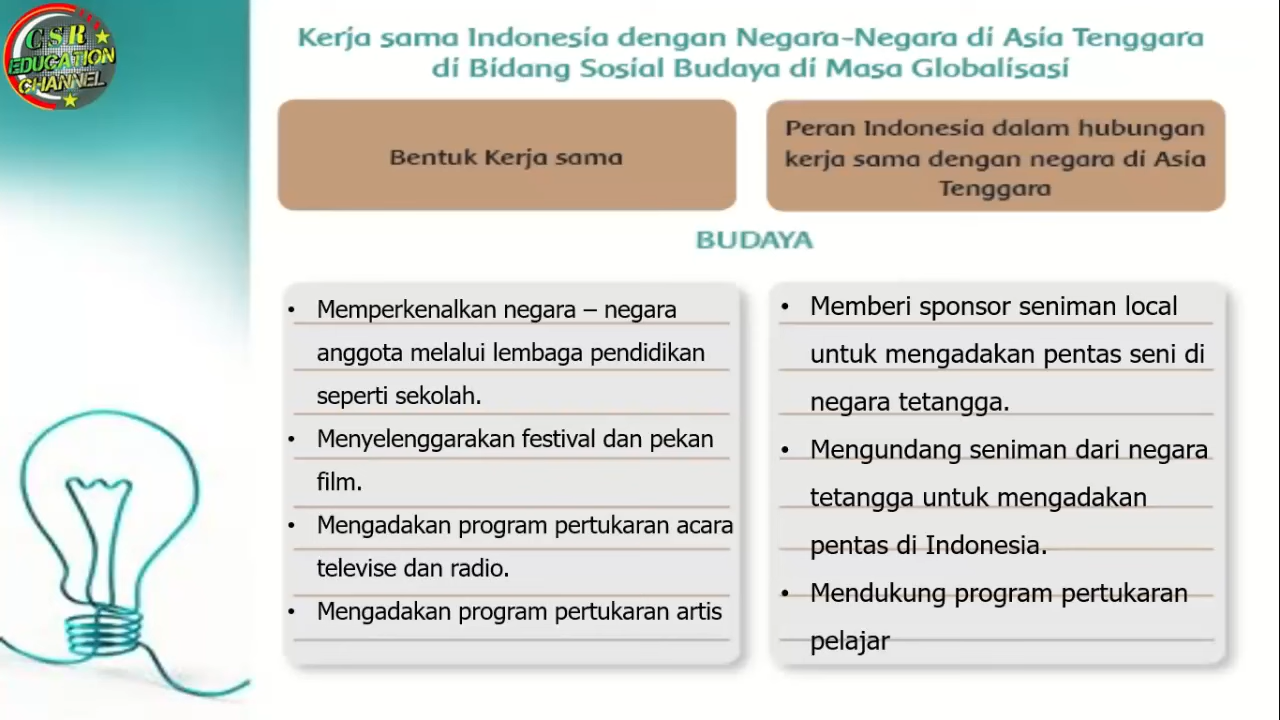 CSR
EDUCATION
CHANNEL
Kerja sama Indonesia dengan Negara-Negara di Asia Tenggara
di Bidang Sosial Budaya di Masa Globalisasi
Bentuk Kerja sama
Peran Indonesia dalam hubungan
kerja sama dengan negara di Asia
Tenggara
BUDAYA
• Memperkenalkan negara – negara
anggota melalui lembaga pendidikan
seperti sekolah.
• Menyelenggarakan festival dan pekan
film.
• Mengadakan program pertukaran acara
televise dan radio.
• Mengadakan program pertukaran artis
• Memberi sponsor seniman local
untuk mengadakan pentas seni di
negara tetangga.
• Mengundang seniman dari negara
tetangga untuk mengadakan
pentas di Indonesia.
• Mendukung program pertukaran
pelajar